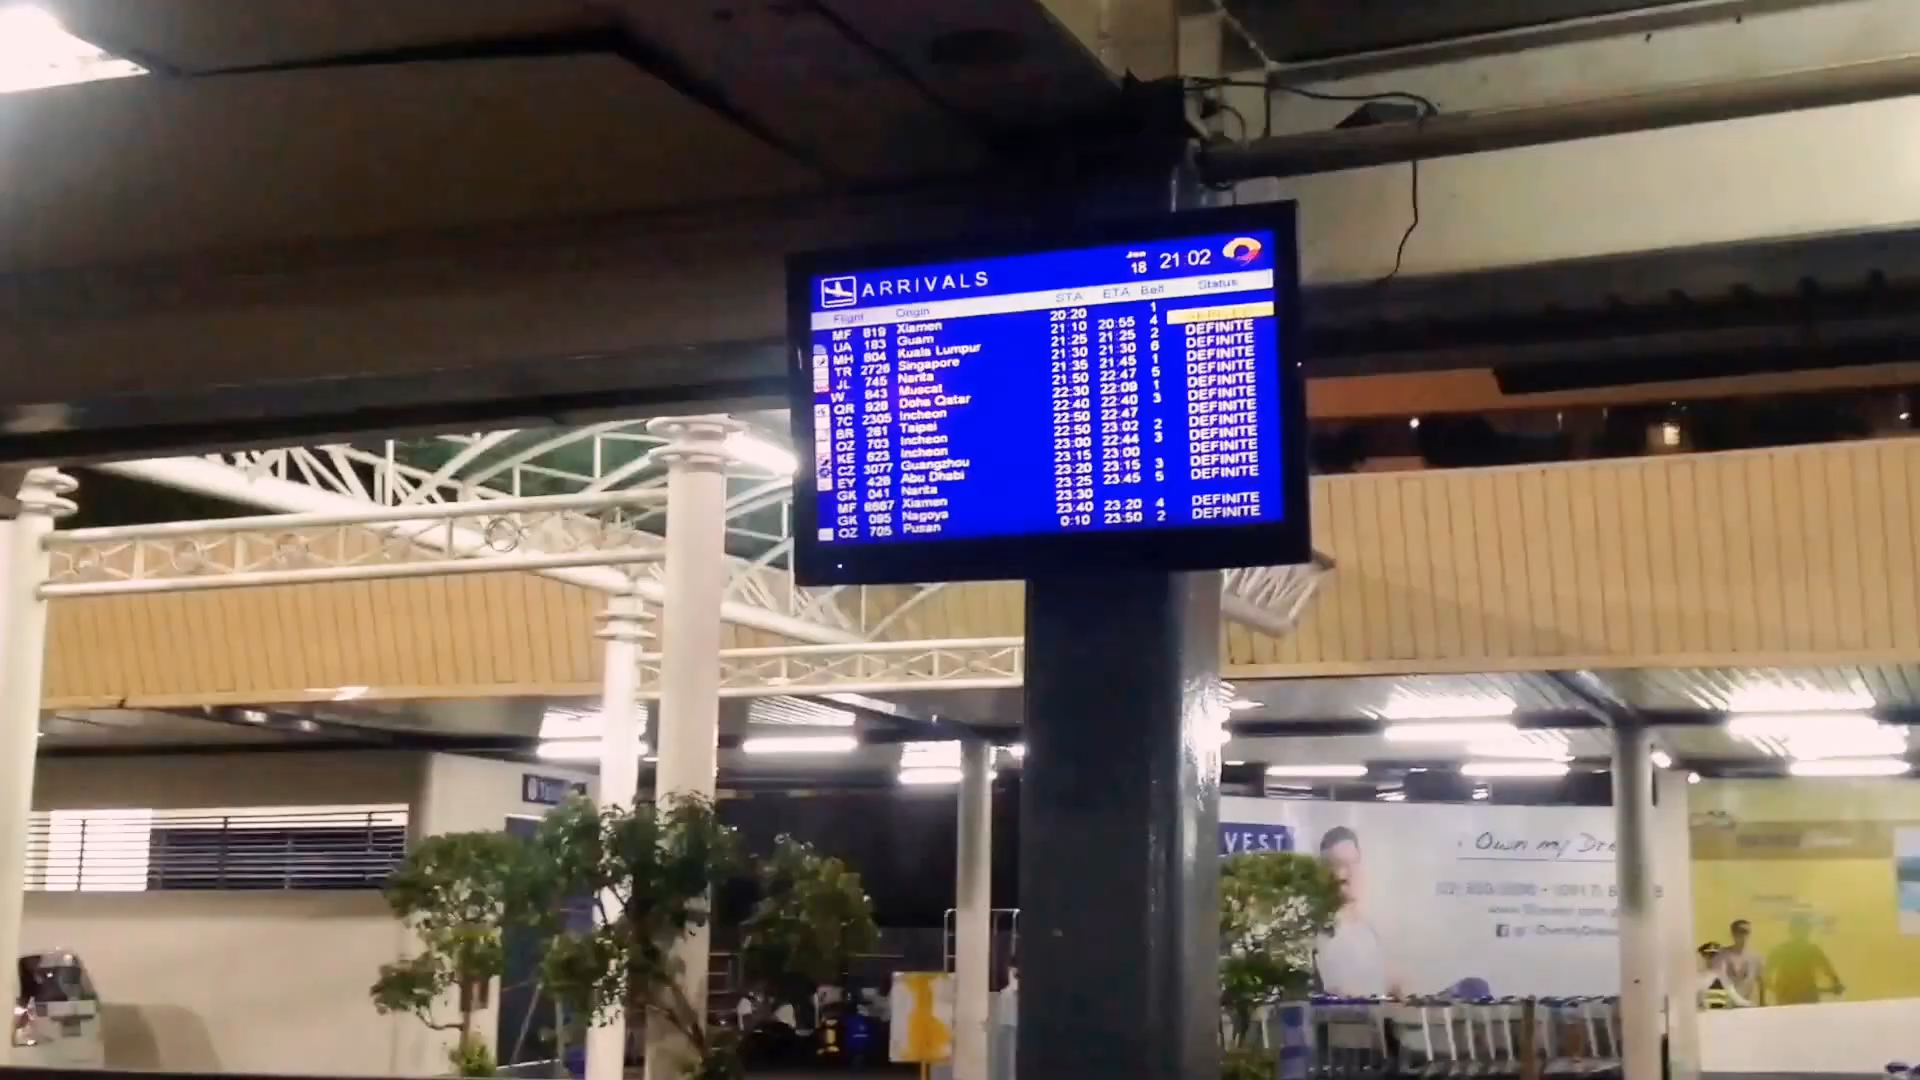 ARRIVALS Jan 18 21:02
Flight Origin STA ETA Belt Status
MF 819 Xiamen 20:20 1
UA 183 Guam 21:10 20:55 4
MH 804 Kuala Lumpur 21:25 21:25 2 DEFINITE
TR 2726 Singapore 21:30 21:30 6 DEFINITE
JL 745 Narita 21:35 21:45 1 DEFINITE
W 843 Muscat 21:50 22:47 5 DEFINITE
QR 928 Doha Qatar 22:30 22:09 1 DEFINITE
7C 2305 Incheon 22:40 22:40 3 DEFINITE
BR 261 Taipei 22:50 22:47 DEFINITE
OZ 703 Incheon 22:50 23:02 2 DEFINITE
KE 623 Incheon 23:00 22:44 3 DEFINITE
CZ 3077 Guangzhou 23:15 23:00 DEFINITE
EY 428 Abu Dhabi 23:20 23:15 3 DEFINITE
GK 041 Narita 23:25 23:45 5 DEFINITE
MF 8667 Xiamen 23:30
GK 095 Nagoya 23:40 23:20 4 DEFINITE
OZ 705 Pusan 0:10 23:50 2 DEFINITE
VEST
Own my Dre